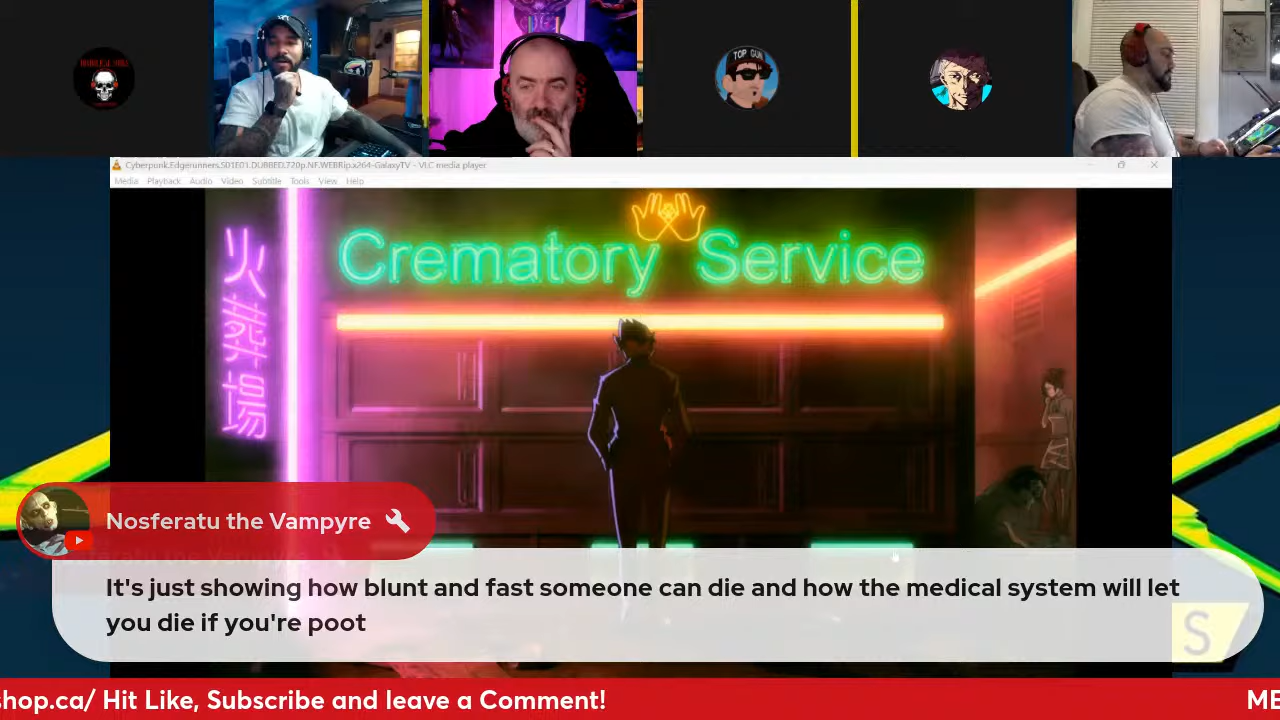 TOP GUN
Cyberpunk.Edgerunners.S01E01.DUBBED.720p.NF.WEBRip.x264-GalaxyTV - VLC media player
Media Playback Audio Video Subtitle Tools View Help
Crematory Service
火葬場
Nosferatu the Vampyre
It's just showing how blunt and fast someone can die and how the medical system will let
you die if you're poot
S
shop.ca/ Hit Like, Subscribe and leave a Comment!
ME